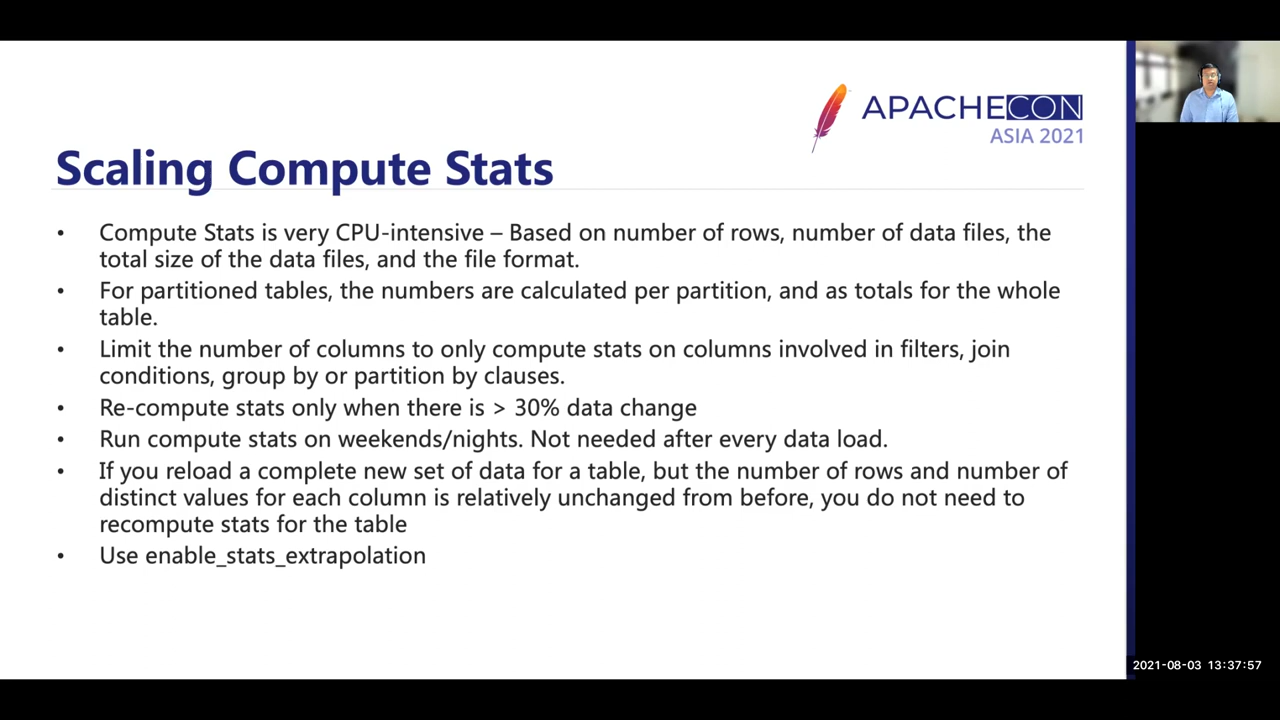 APACHECON
ASIA 2021
Scaling Compute Stats
• Compute Stats is very CPU-intensive – Based on number of rows, number of data files, the
total size of the data files, and the file format.
• For partitioned tables, the numbers are calculated per partition, and as totals for the whole
table.
• Limit the number of columns to only compute stats on columns involved in filters, join
conditions, group by or partition by clauses.
• Re-compute stats only when there is > 30% data change
• Run compute stats on weekends/nights. Not needed after every data load.
• If you reload a complete new set of data for a table, but the number of rows and number of
distinct values for each column is relatively unchanged from before, you do not need to
recompute stats for the table
• Use enable_stats_extrapolation
2021-08-03 13:37:57